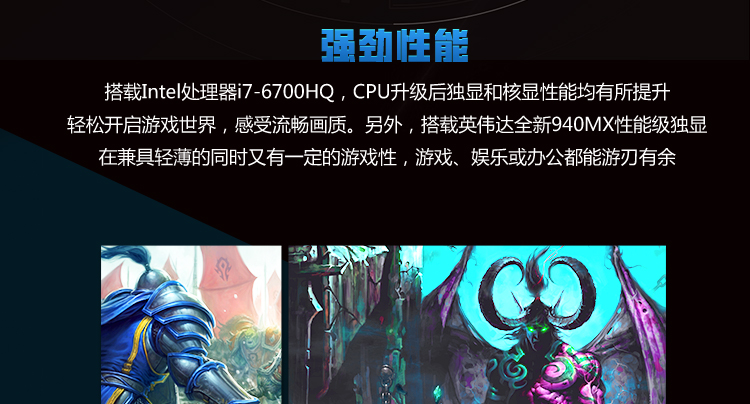 强劲性能
搭载Intel处理器i7-6700HQ，CPU升级后独显和核显性能均有所提升
轻松开启游戏世界，感受流畅画质。另外，搭载英伟达全新940MX性能级独显
在兼具轻薄的同时又有一定的游戏性，游戏、娱乐或办公都能游刃有余